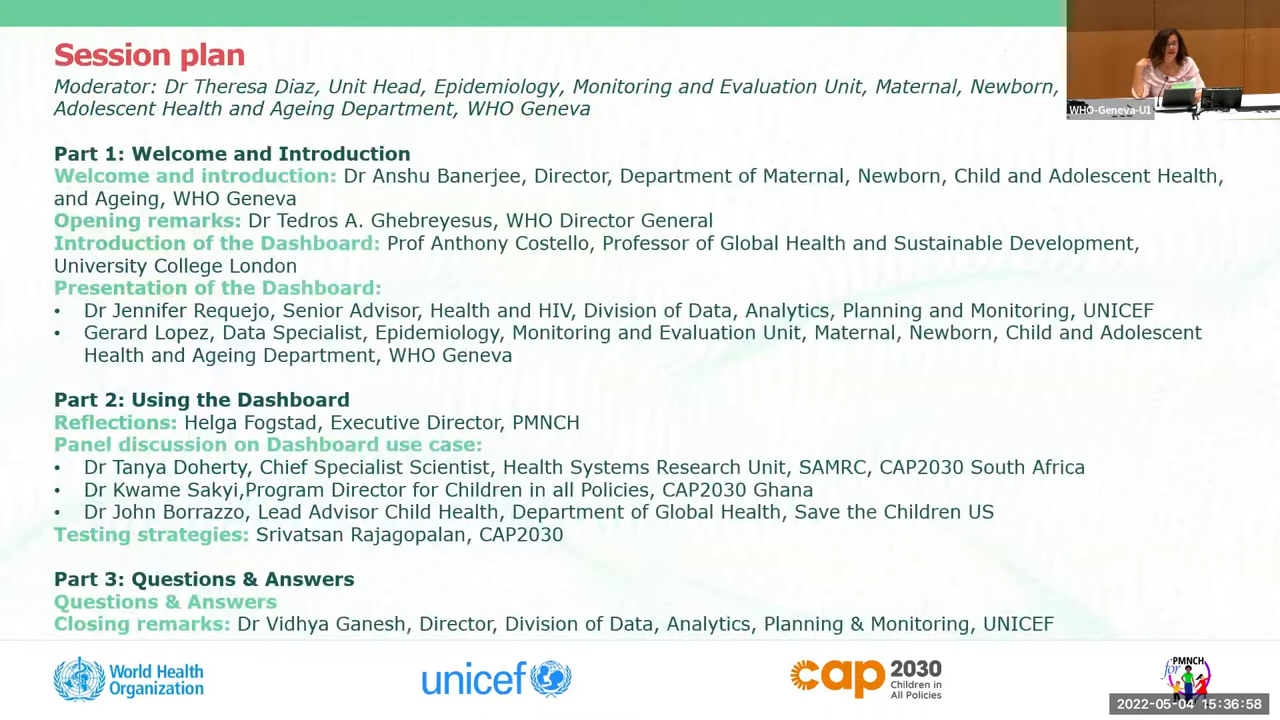 Session plan
Moderator: Dr Theresa Diaz, Unit Head, Epidemiology, Monitoring and Evaluation Unit, Maternal, Newborn,
Adolescent Health and Ageing Department, WHO Geneva
WHO-Geneva-U1
Part 1: Welcome and Introduction
Welcome and introduction: Dr Anshu Banerjee, Director, Department of Maternal, Newborn, Child and Adolescent Health,
and Ageing, WHO Geneva
Opening remarks: Dr Tedros A. Ghebreyesus, WHO Director General
Introduction of the Dashboard: Prof Anthony Costello, Professor of Global Health and Sustainable Development,
University College London
Presentation of the Dashboard:
• Dr Jennifer Requejo, Senior Advisor, Health and HIV, Division of Data, Analytics, Planning and Monitoring, UNICEF
• Gerard Lopez, Data Specialist, Epidemiology, Monitoring and Evaluation Unit, Maternal, Newborn, Child and Adolescent
Health and Ageing Department, WHO Geneva
Part 2: Using the Dashboard
Reflections: Helga Fogstad, Executive Director, PMNCH
Panel discussion on Dashboard use case:
• Dr Tanya Doherty, Chief Specialist Scientist, Health Systems Research Unit, SAMRC, CAP2030 South Africa
• Dr Kwame Sakyi,Program Director for Children in all Policies, CAP2030 Ghana
• Dr John Borrazzo, Lead Advisor Child Health, Department of Global Health, Save the Children US
Testing strategies: Srivatsan Rajagopalan, CAP2030
Part 3: Questions & Answers
Questions & Answers
Closing remarks: Dr Vidhya Ganesh, Director, Division of Data, Analytics, Planning & Monitoring, UNICEF
World Health
Organization
unicef
cap 2030
Children in
All Policies
PMNCH
for
2022-05-04 15:36:58